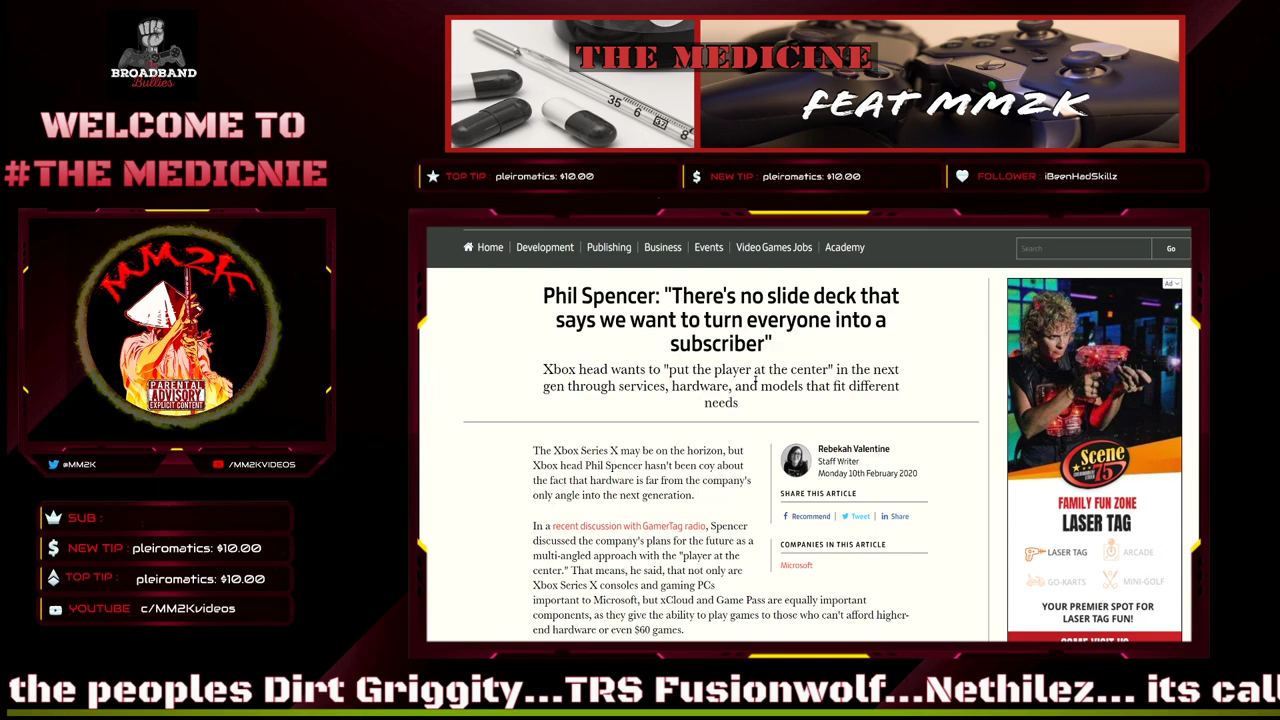 BROADBAND
Bullies
WELCOME TO
#THE MEDICNIE
THE MEDICINE
FEAT MM2K
35 6 37 8
TOP TIP : pleiromatics: $10.00
NEW TIP : pleiromatics: $10.00
FOLLOWER : iBeenHadSkillz
MM2K
PARENTAL
ADVISORY
EXPLICIT CONTENT
@MM2K
/MM2KVIDEOS
SUB :
NEW TIP : pleiromatics: $10.00
TOP TIP : pleiromatics: $10.00
YOUTUBE c/MM2Kvideos
Home | Development | Publishing | Business | Events | Video Games Jobs | Academy
Search
Go
Phil Spencer: "There's no slide deck that
says we want to turn everyone into a
subscriber"
Xbox head wants to "put the player at the center" in the next
gen through services, hardware, and models that fit different
needs
The Xbox Series X may be on the horizon, but
Xbox head Phil Spencer hasn't been coy about
the fact that hardware is far from the company's
only angle into the next generation.
In a recent discussion with GamerTag radio, Spencer
discussed the company's plans for the future as a
multi-angled approach with the "player at the
center." That means, he said, that not only are
Xbox Series X consoles and gaming PCs
important to Microsoft, but xCloud and Game Pass are equally important
components, as they give the ability to play games to those who can't afford higher-
end hardware or even $60 games.
Rebekah Valentine
Staff Writer
Monday 10th February 2020
SHARE THIS ARTICLE
Recommend | Tweet | Share
COMPANIES IN THIS ARTICLE
Microsoft
Ad
Scene
75
FAMILY FUN ZONE
LASER TAG
LASER TAG
ARCADE
GO-KARTS
MINI-GOLF
YOUR PREMIER SPOT FOR
LASER TAG FUN!
COME VISIT US
the peoples Dirt Griggity...TRS Fusionwolf...Nethilez... its call